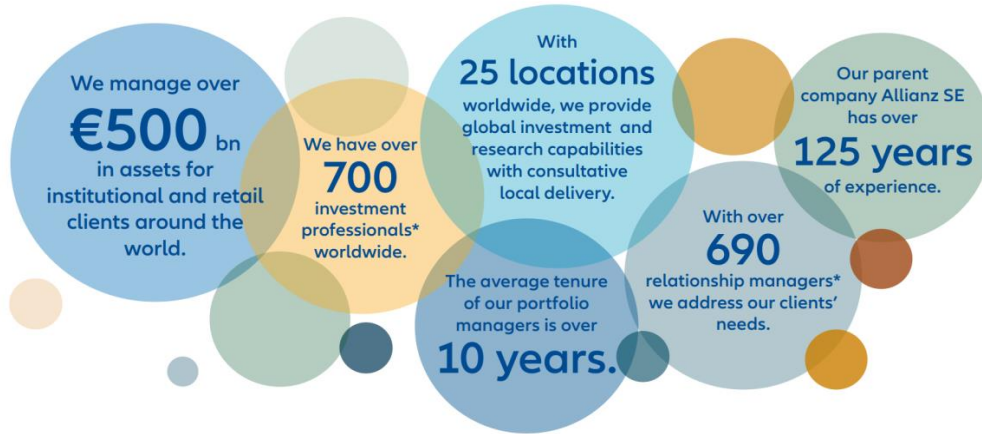 We manage over
€500 bn
in assets for
institutional and retail
clients around the
world.
We have over
700
investment
professionals*
worldwide.
With
25 locations
worldwide, we provide
global investment and
research capabilities
with consultative
local delivery.
The average tenure
of our portfolio
managers is over
10 years.
With over
690
relationship managers*
we address our clients’
needs.
Our parent
company Allianz SE
has over
125 years
of experience.